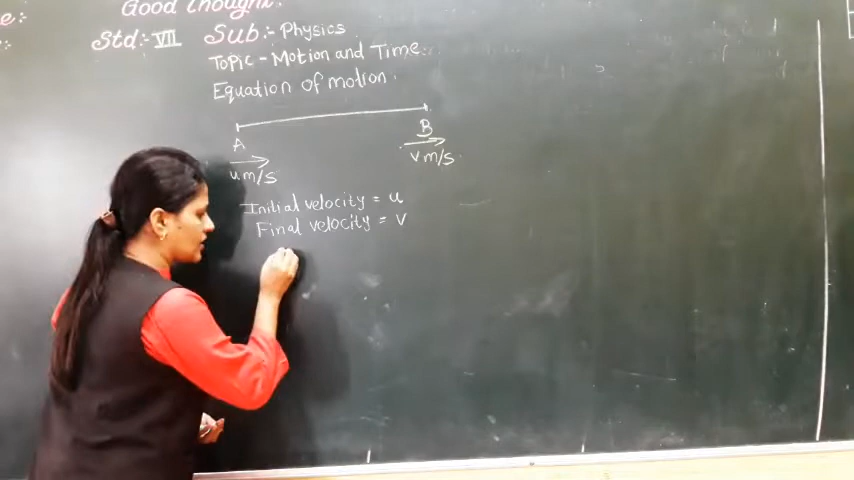 Good Thought:
Std:- VII Sub:- Physics
Topic - Motion and Time:
Equation of motion.
A B
u m/s v m/s
Initial velocity = u
Final velocity = v